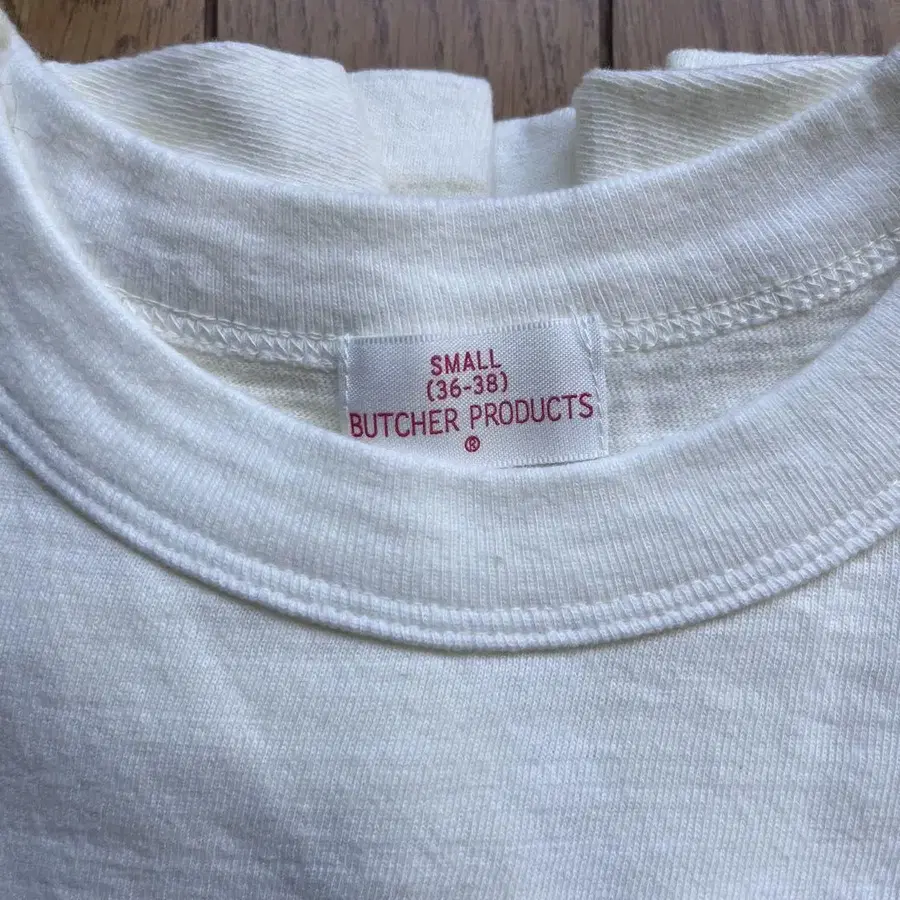 SMALL
(36-38)
BUTCHER PRODUCTS
®